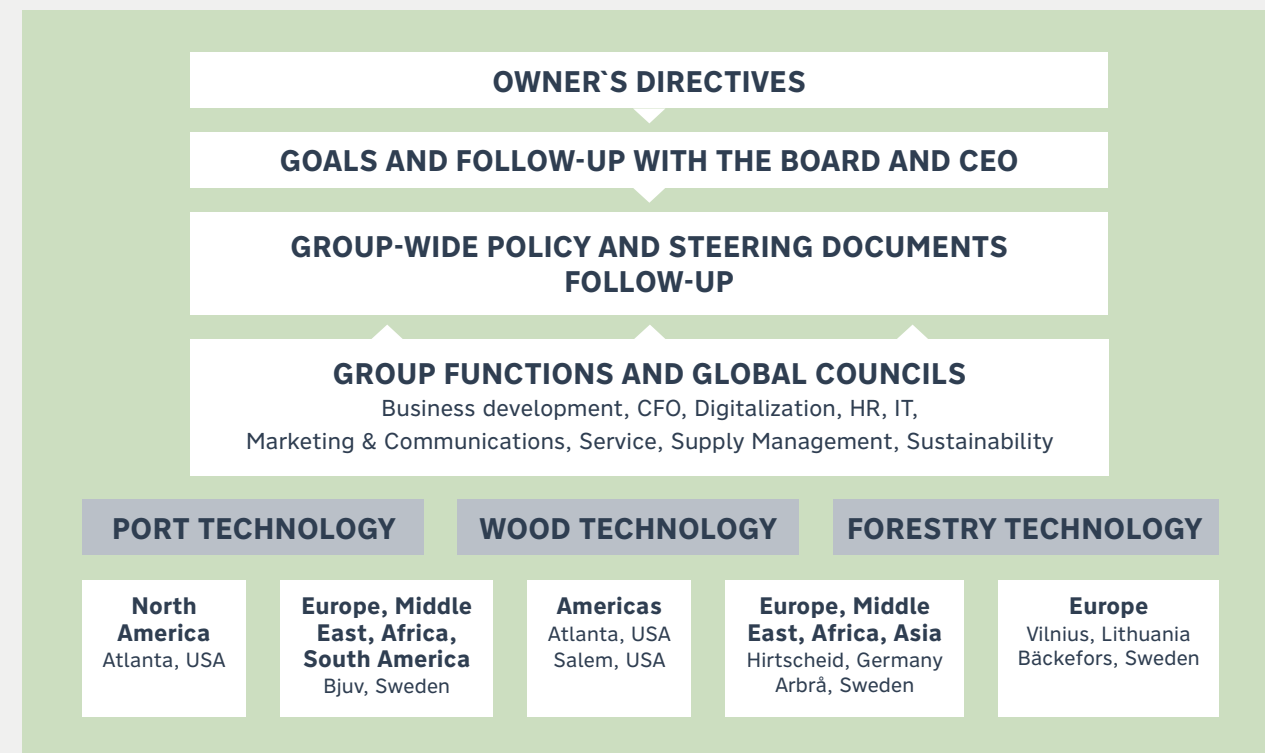 OWNER`S DIRECTIVES
GOALS AND FOLLOW-UP WITH THE BOARD AND CEO
GROUP-WIDE POLICY AND STEERING DOCUMENTS
FOLLOW-UP
GROUP FUNCTIONS AND GLOBAL COUNCILS
Business development, CFO, Digitalization, HR, IT,
Marketing & Communications, Service, Supply Management, Sustainability
PORT TECHNOLOGY
WOOD TECHNOLOGY
FORESTRY TECHNOLOGY
North
America
Atlanta, USA
Europe, Middle
East, Africa,
South America
Bjuv, Sweden
Americas
Atlanta, USA
Salem, USA
Europe, Middle
East, Africa, Asia
Hirtscheid, Germany
Arbrå, Sweden
Europe
Vilnius, Lithuania
Bäckefors, Sweden